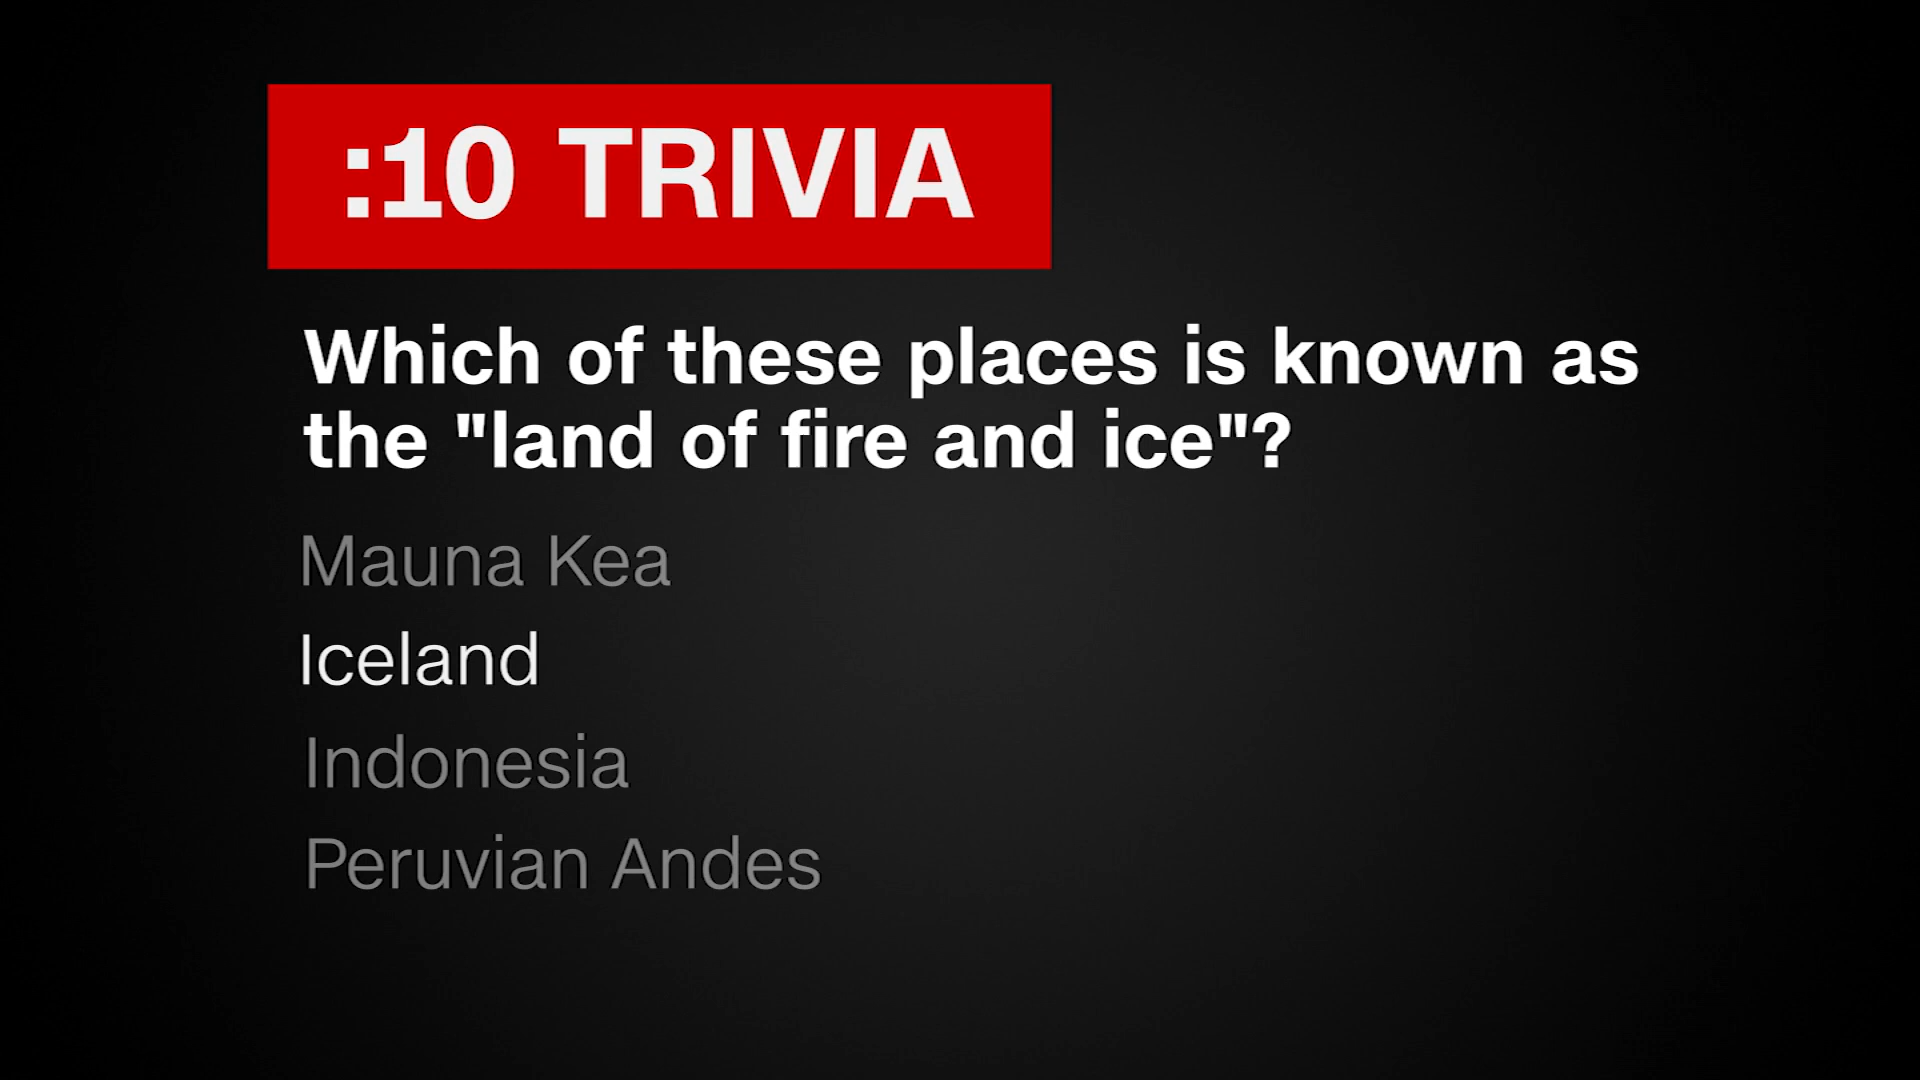 :10 TRIVIA
Which of these places is known as
the "land of fire and ice"?
Mauna Kea
Iceland
Indonesia
Peruvian Andes